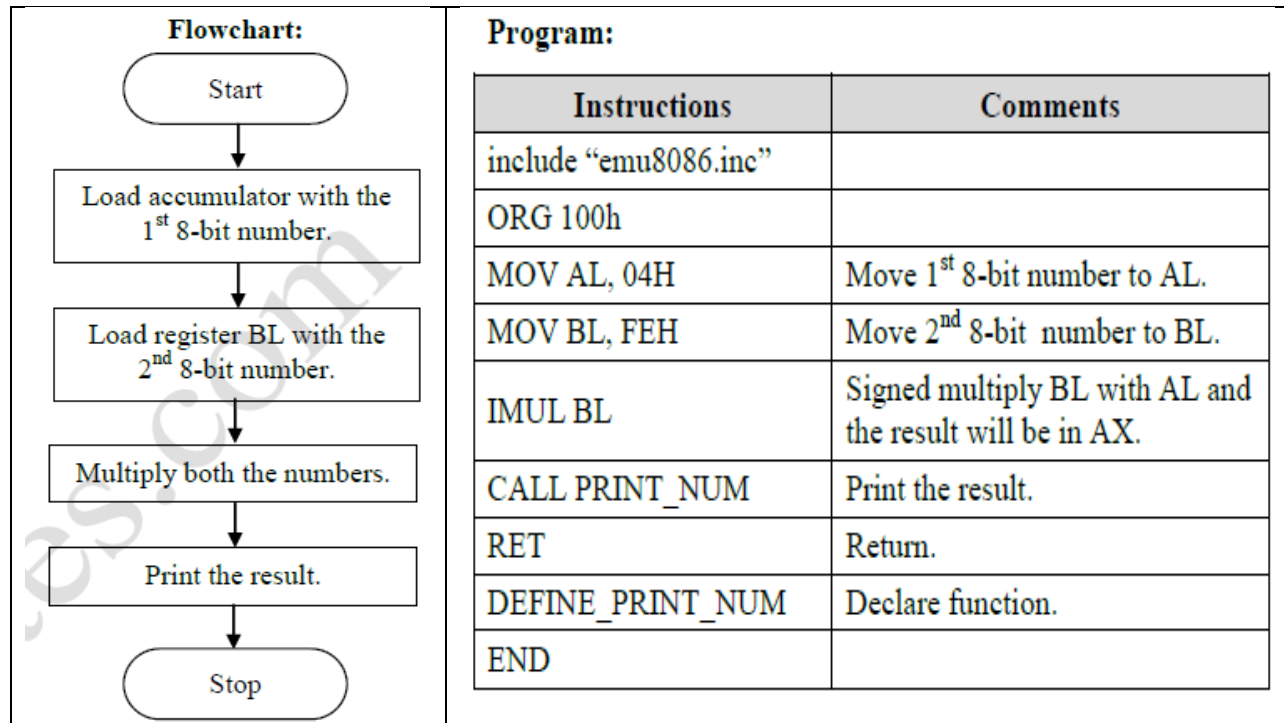 Flowchart:
Start
Load accumulator with the
1st 8-bit number.
Load register BL with the
2nd 8-bit number.
Multiply both the numbers.
Print the result.
Stop
es.com
Program:
Instructions Comments
include “emu8086.inc”
ORG 100h
MOV AL, 04H Move 1st 8-bit number to AL.
MOV BL, FEH Move 2nd 8-bit number to BL.
IMUL BL Signed multiply BL with AL and
the result will be in AX.
CALL PRINT_NUM Print the result.
RET Return.
DEFINE_PRINT_NUM Declare function.
END